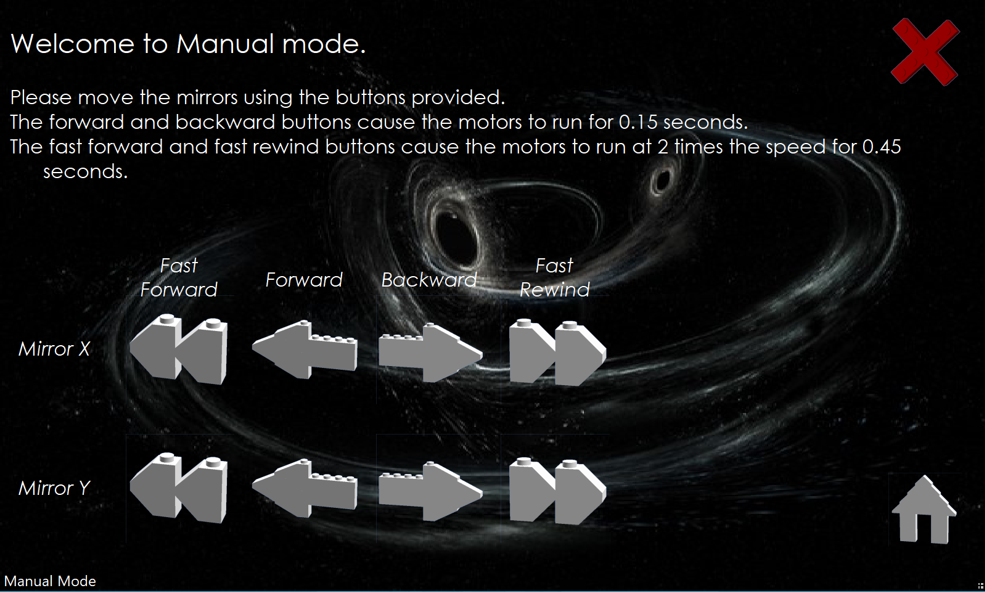 Welcome to Manual mode.
Please move the mirrors using the buttons provided.
The forward and backward buttons cause the motors to run for 0.15 seconds.
The fast forward and fast rewind buttons cause the motors to run at 2 times the speed for 0.45
seconds.
Fast
Forward
Forward
Backward
Fast
Rewind
Mirror X
Mirror Y
Manual Mode